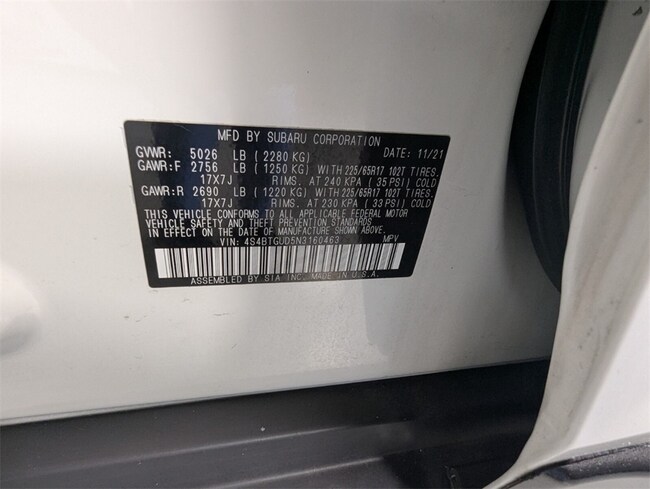 MFD BY SUBARU CORPORATION
GVWR: 5026 LB ( 2280 KG) DATE: 11/21
GAWR:F 2756 LB ( 1250 KG) WITH 225/65R17 102T TIRES.
17X7J RIMS. AT 240 KPA ( 35 PSI) COLD
GAWR:R 2690 LB ( 1220 KG) WITH 225/65R17 102T TIRES.
17X7J RIMS. AT 230 KPA ( 33 PSI) COLD
THIS VEHICLE CONFORMS TO ALL APPLICABLE FEDERAL MOTOR
VEHICLE SAFETY AND THEFT PREVENTION STANDARDS
IN EFFECT ON THE DATE OF MANUFACTURE SHOWN ABOVE.
VIN: 4S4BTGUD5N3160463 MPV
ASSEMBLED BY SIA INC. MADE IN U.S.A.